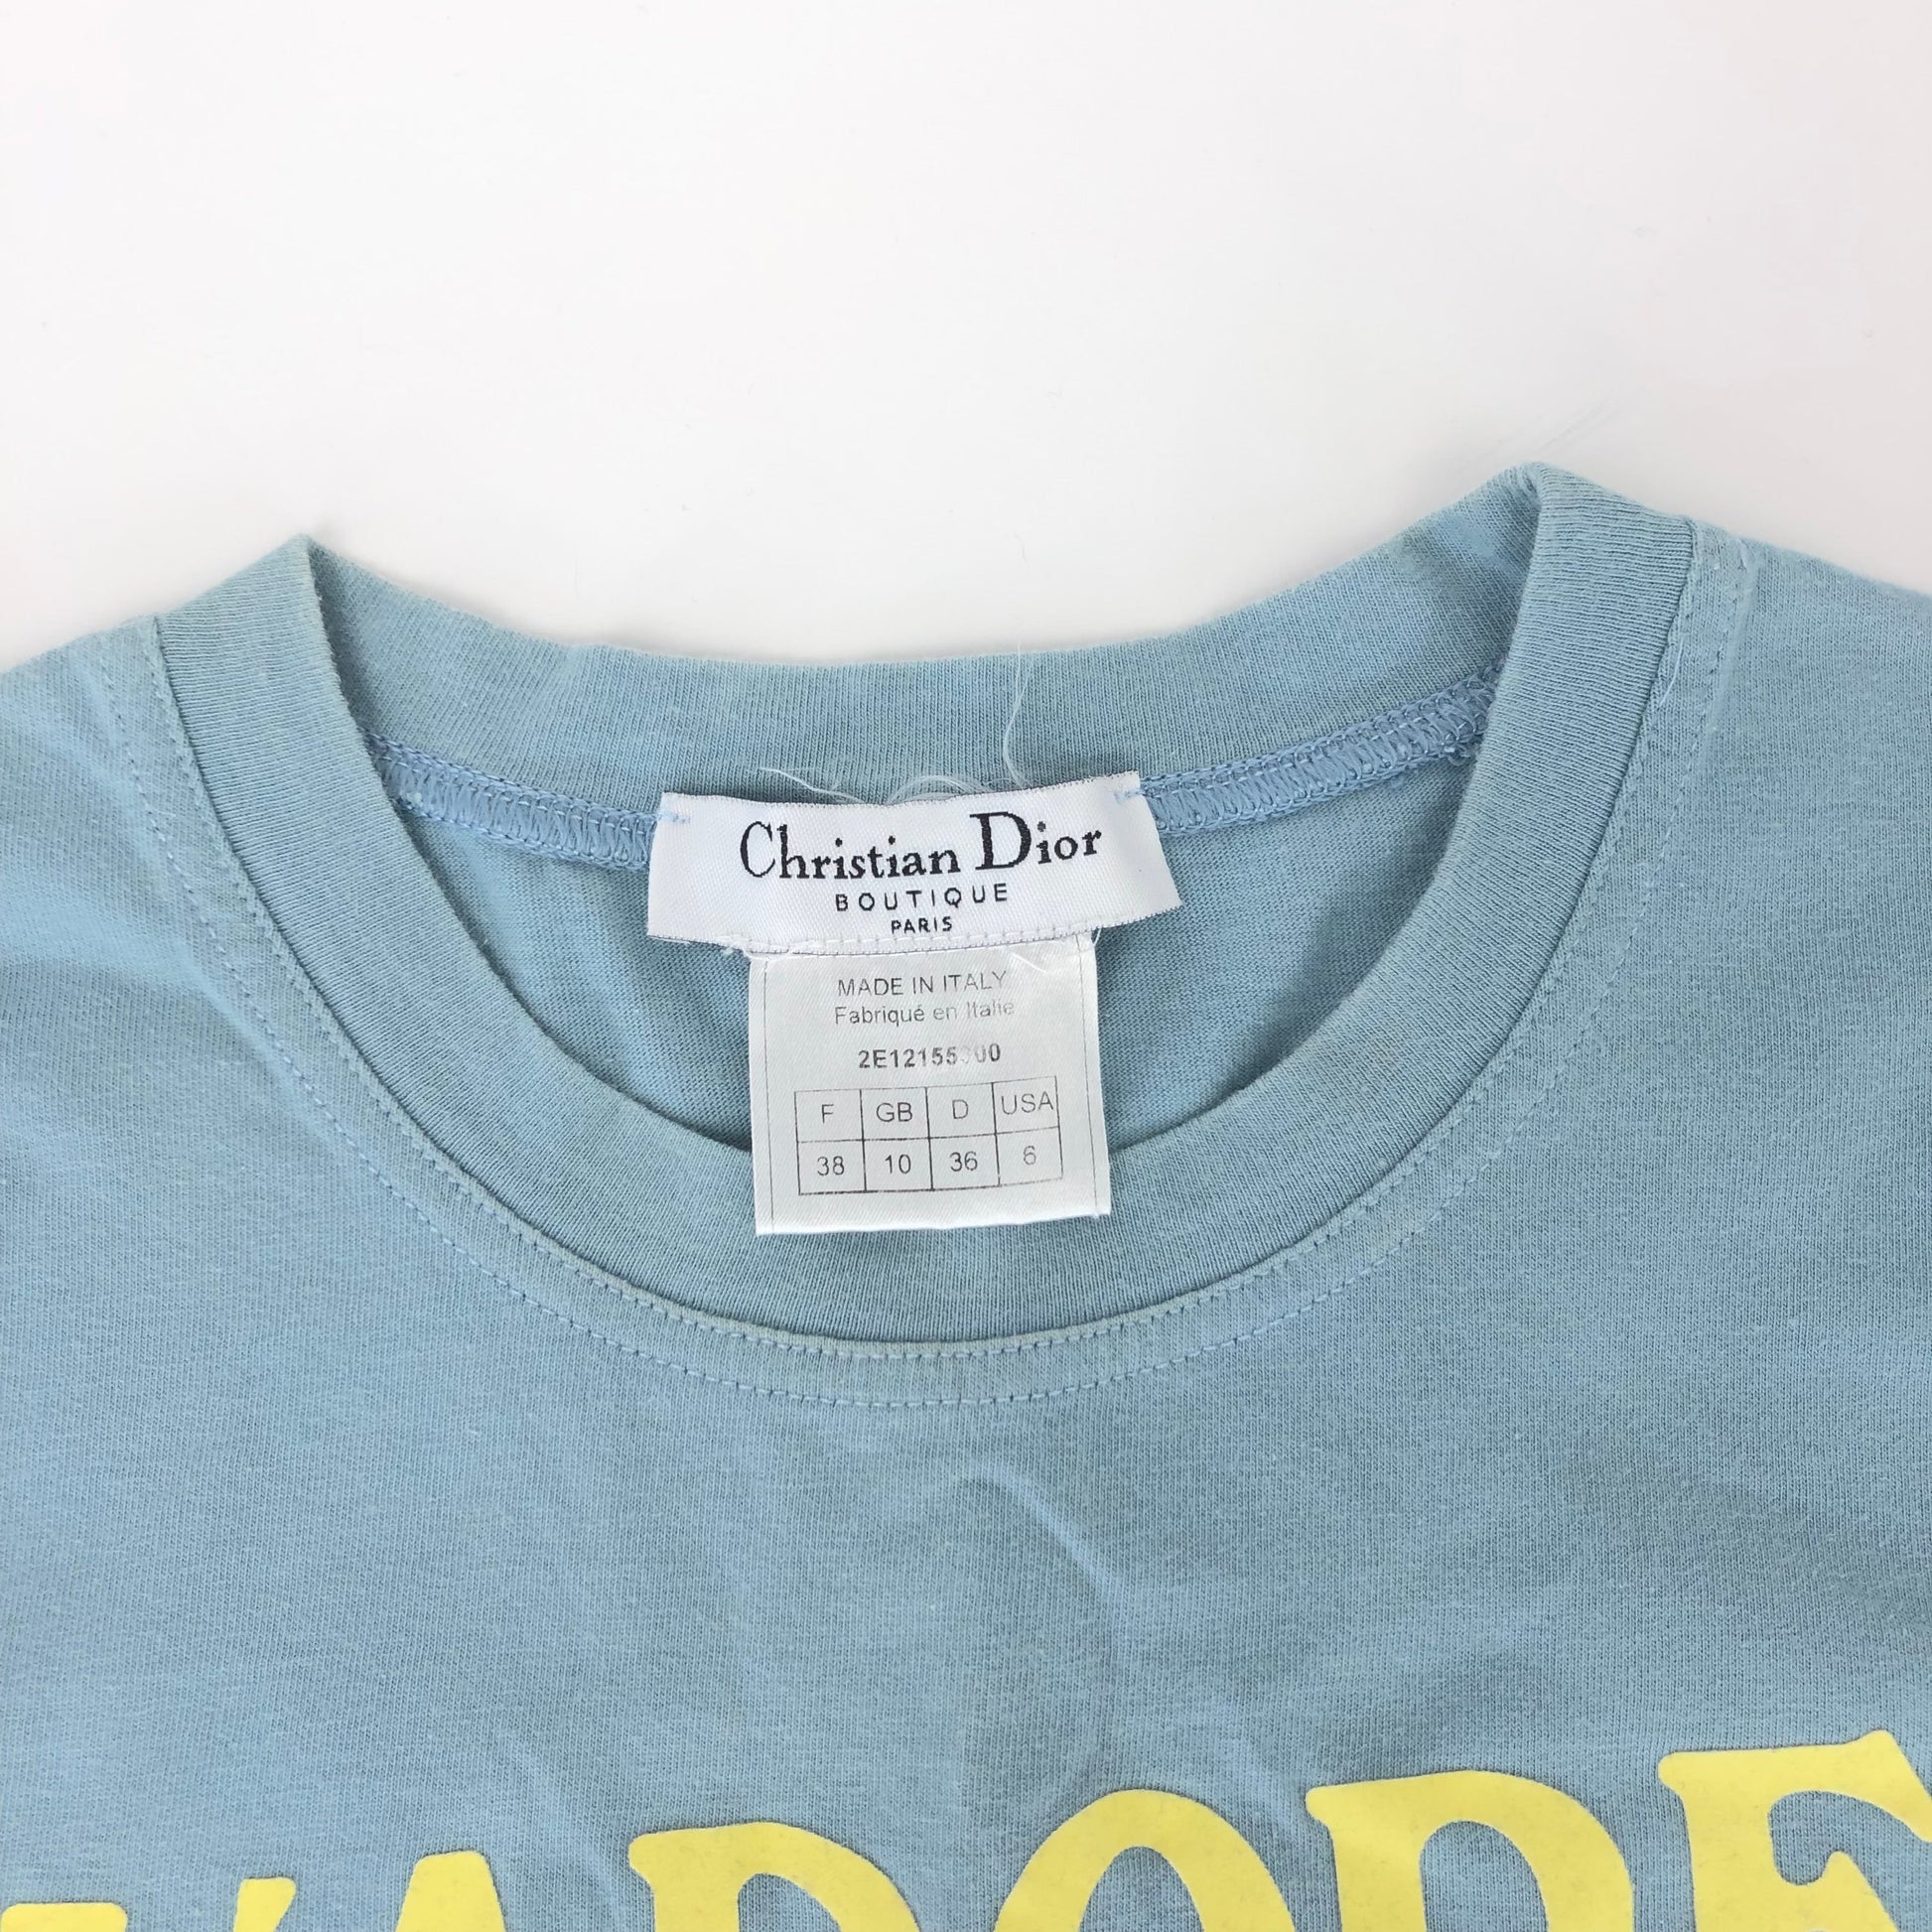 Christian Dior
BOUTIQUE
PARIS
MADE IN ITALY
Fabriqué en Italie
F GB D USA
38 10 36 6